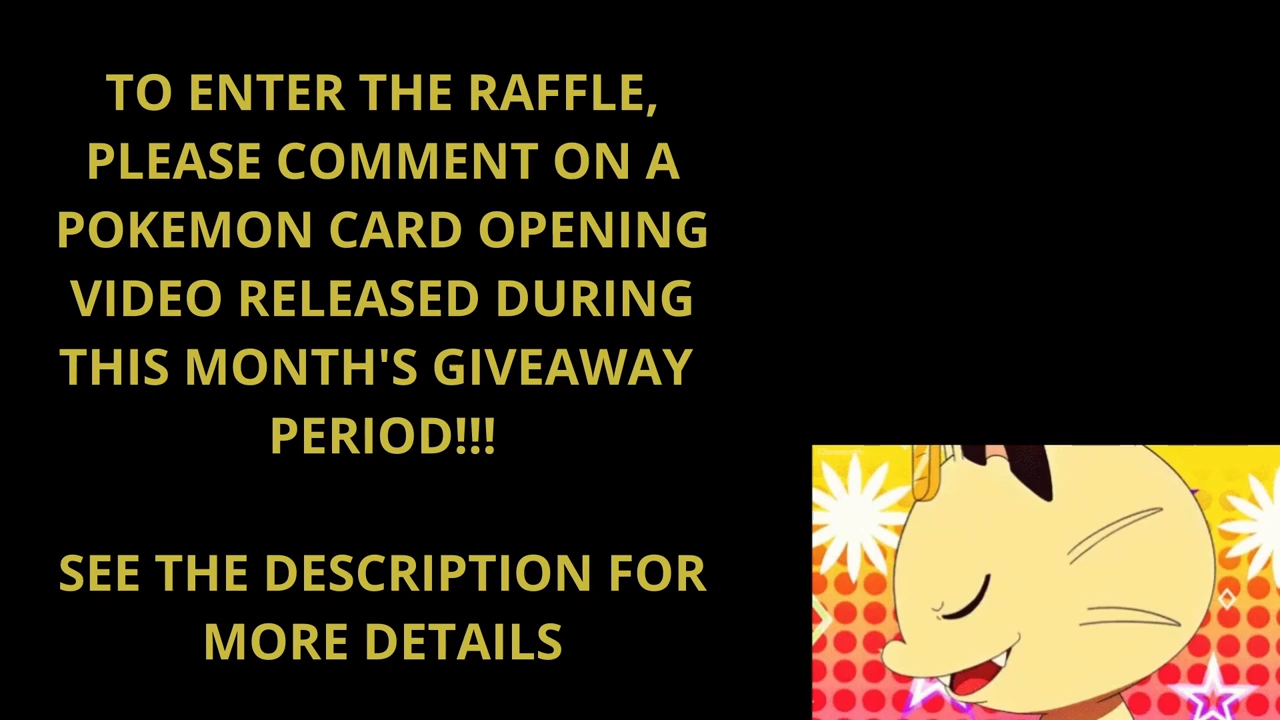 TO ENTER THE RAFFLE,
PLEASE COMMENT ON A
POKEMON CARD OPENING
VIDEO RELEASED DURING
THIS MONTH'S GIVEAWAY
PERIOD!!!
SEE THE DESCRIPTION FOR
MORE DETAILS